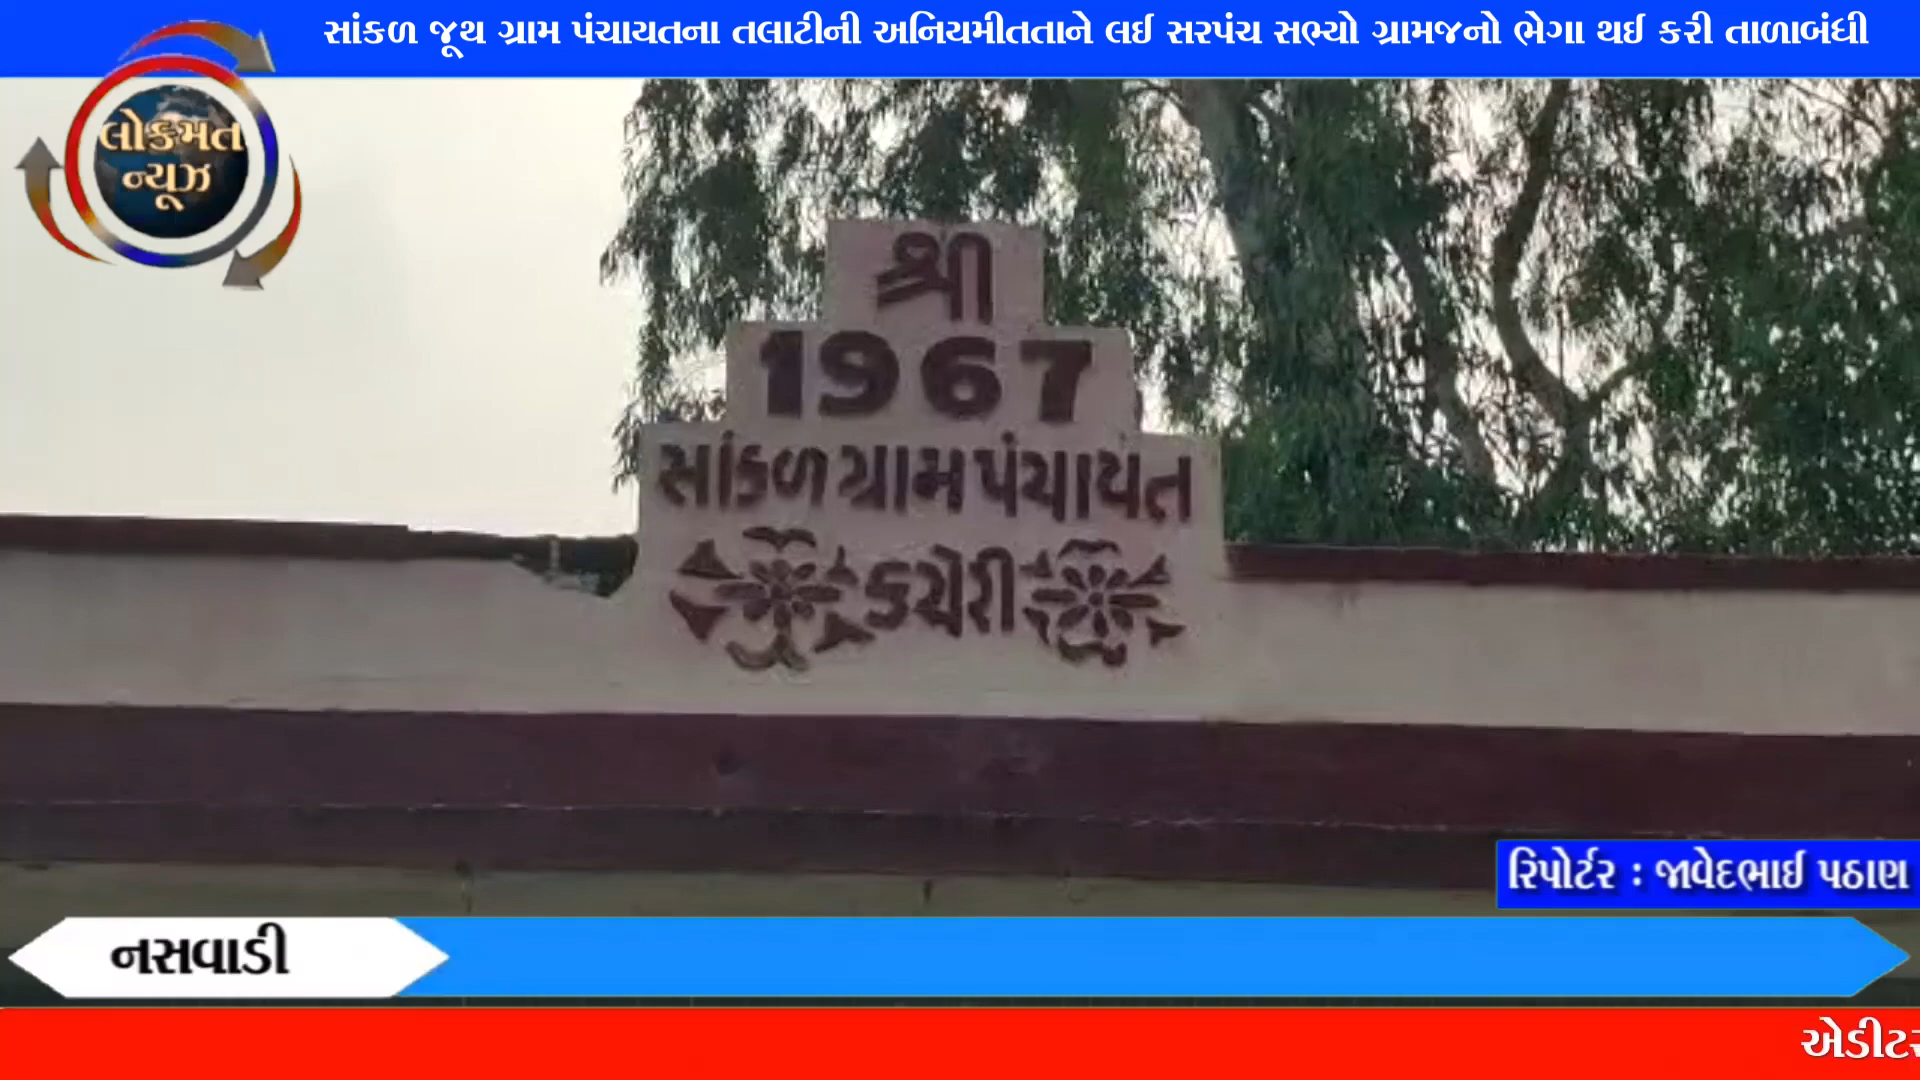 સાંકળ જૂથ ગ્રામ પંચાયતના તલાટીની અનિયમીતતાને લઈ સરપંચ સભ્યો ગ્રામજનો ભેગા થઈ કરી તાળાબંધી
લોકમત
ન્યૂઝ
શ્રી
1967
સાંકળ ગ્રામ પંચાયત
કચેરી
રિપોર્ટર : જાવેદભાઈ પઠાણ
નસવાડી